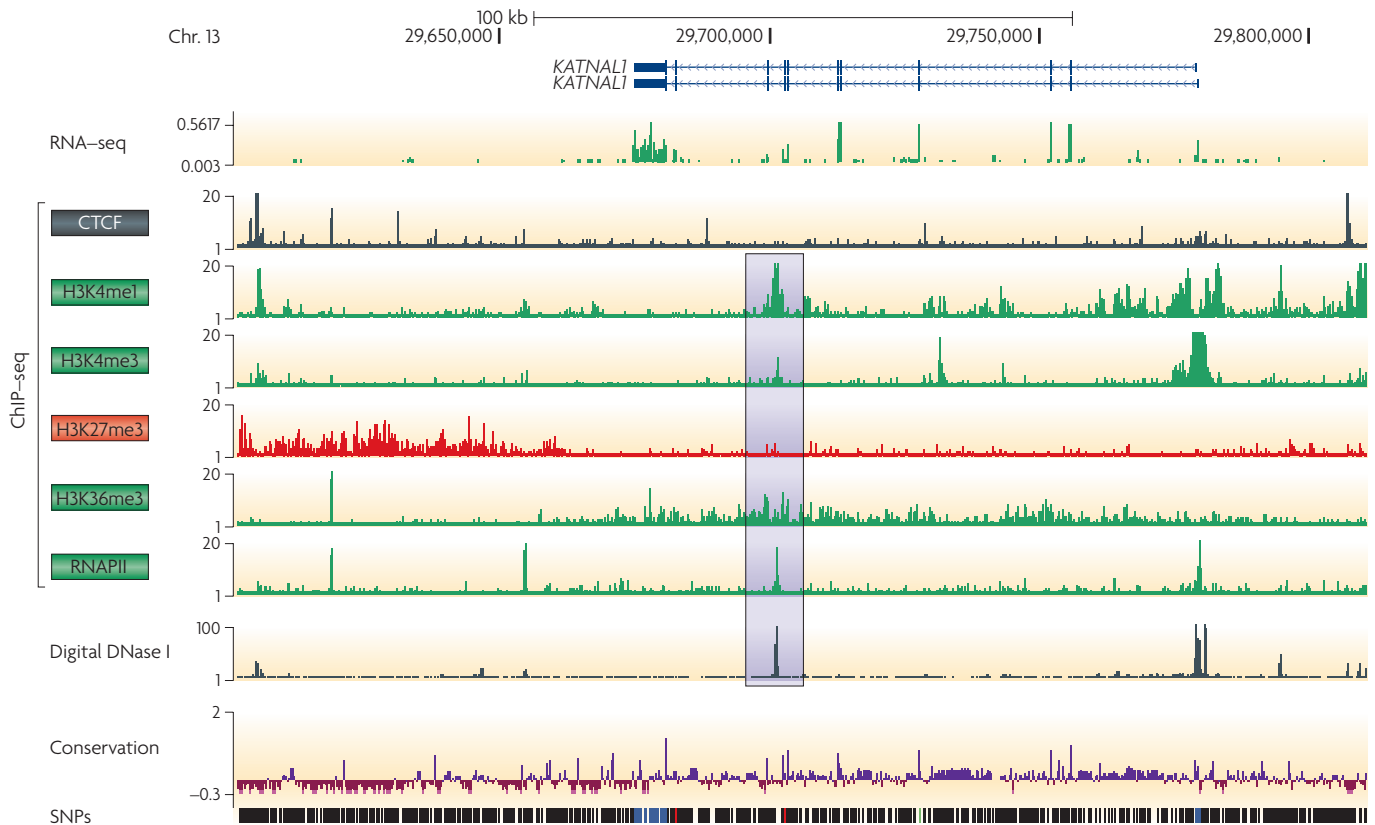 100 kb
Chr. 13 29,650,000 29,700,000 29,750,000 29,800,000
KATNAL1
KATNAL1
RNA–seq
0.5617
0.003
ChIP–seq
CTCF
20
1
H3K4me1
20
1
H3K4me3
20
1
H3K27me3
20
1
H3K36me3
20
1
RNAPII
20
1
Digital DNase I
100
1
Conservation
2
–0.3
SNPs